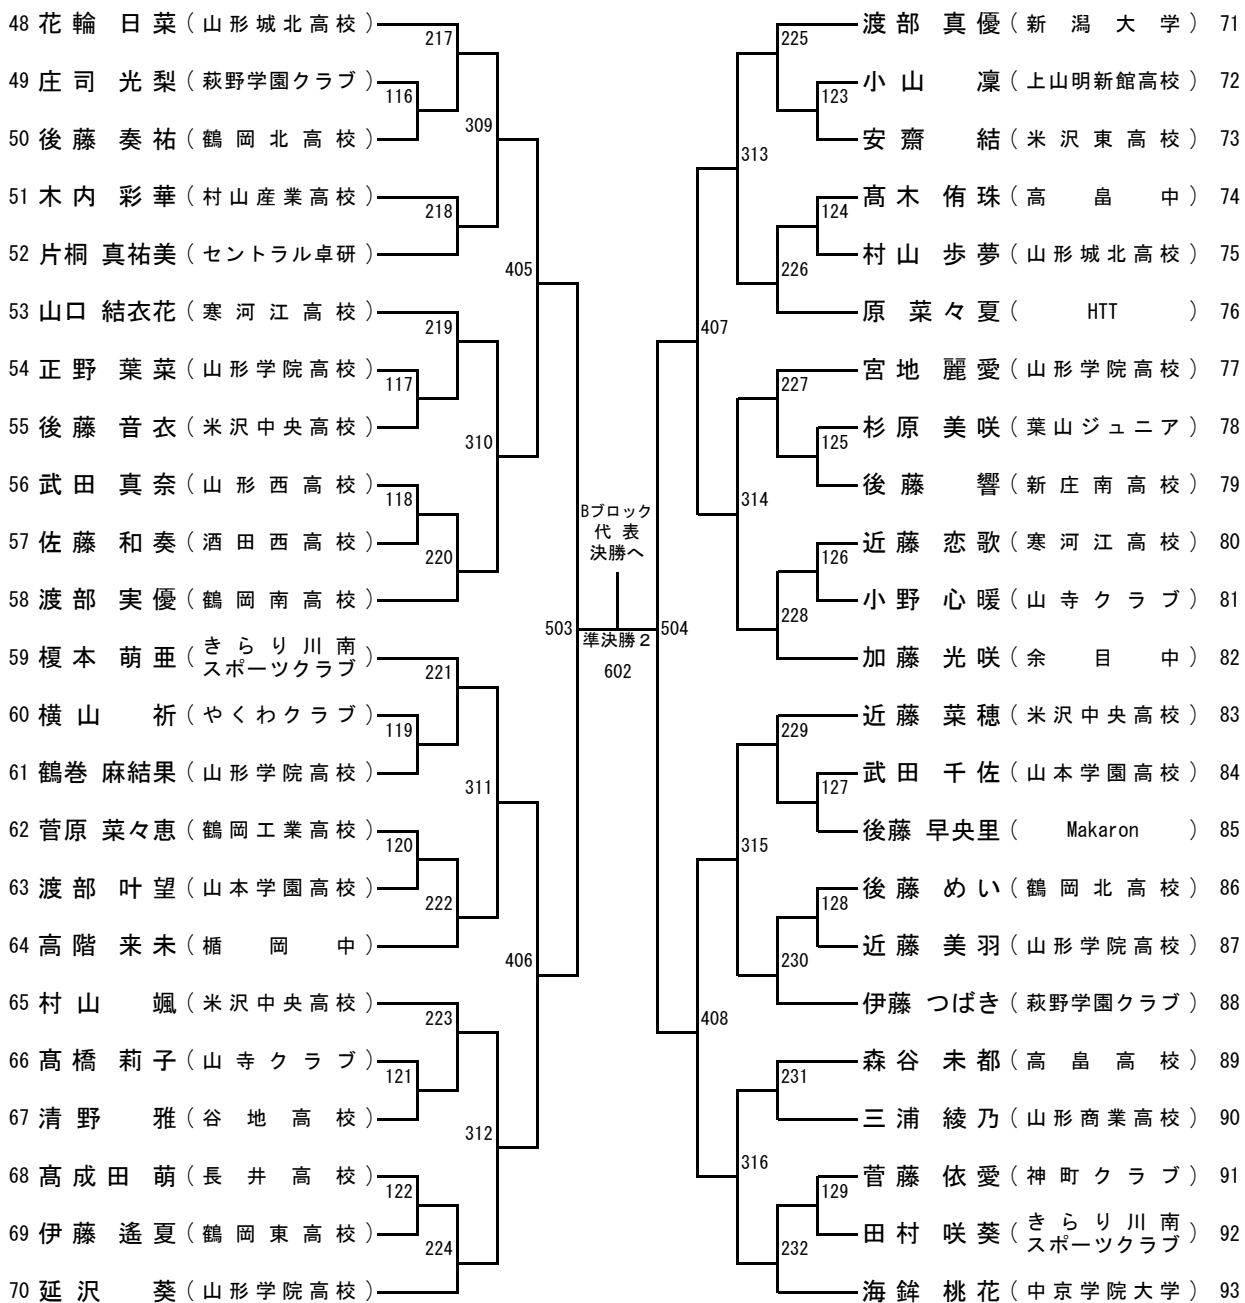 48 花輪 日菜 (山形城北高校)
217
49 庄司 光梨 (萩野学園クラブ)
116
50 後藤 奏祐 (鶴岡北高校)
309
51 木内 彩華 (村山産業高校)
218
52 片桐 真祐美 (セントラル卓研)
405
53 山口 結衣花 (寒河江高校)
219
54 正野 葉菜 (山形学院高校)
117
55 後藤 音衣 (米沢中央高校)
310
56 武田 真奈 (山形西高校)
118
57 佐藤 和奏 (酒田西高校)
220
58 渡部 実優 (鶴岡南高校)
503
59 榎本 萌亜 (きらり川南
スポーツクラブ)
221
60 横山 祈 (やくわクラブ)
119
61 鶴巻 麻結果 (山形学院高校)
311
62 菅原 菜々恵 (鶴岡工業高校)
120
63 渡部 叶望 (山本学園高校)
222
64 高階 来未 (楯岡中)
406
65 村山 颯 (米沢中央高校)
223
66 髙橋 莉子 (山寺クラブ)
121
67 清野 雅 (谷地高校)
312
68 髙成田 萌 (長井高校)
122
69 伊藤 遙夏 (鶴岡東高校)
224
70 延沢 葵 (山形学院高校)
Bブロック
代表
決勝へ
準決勝2
602
渡部 真優 (新潟大学) 71
225
小山 凜 (上山明新館高校) 72
123
安齋 結 (米沢東高校) 73
313
髙木 侑珠 (高畠中) 74
124
村山 歩夢 (山形城北高校) 75
226
原 菜々夏 (HTT) 76
407
宮地 麗愛 (山形学院高校) 77
227
杉原 美咲 (葉山ジュニア) 78
125
後藤 響 (新庄南高校) 79
314
近藤 恋歌 (寒河江高校) 80
126
小野 心暖 (山寺クラブ) 81
228
504
加藤 光咲 (余目中) 82
近藤 菜穂 (米沢中央高校) 83
229
武田 千佐 (山本学園高校) 84
127
後藤 早央里 (Makaron) 85
315
後藤 めい (鶴岡北高校) 86
128
近藤 美羽 (山形学院高校) 87
230
伊藤 つばき (萩野学園クラブ) 88
408
森谷 未都 (高畠高校) 89
231
三浦 綾乃 (山形商業高校) 90
316
菅藤 依愛 (神町クラブ) 91
129
田村 咲葵 (きらり川南
スポーツクラブ) 92
232
海鉾 桃花 (中京学院大学) 93